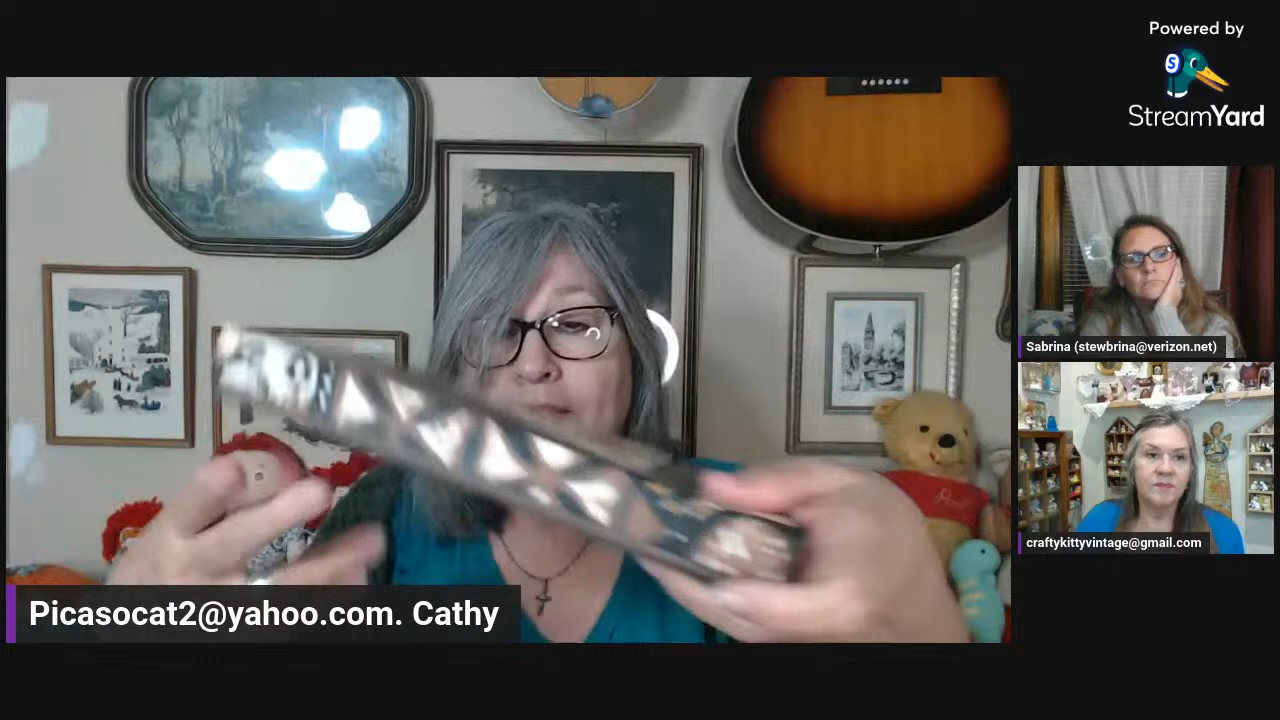 Powered by
StreamYard
Sabrina (stewbrina@verizon.net)
craftykittyvintage@gmail.com
Picasocat2@yahoo.com. Cathy